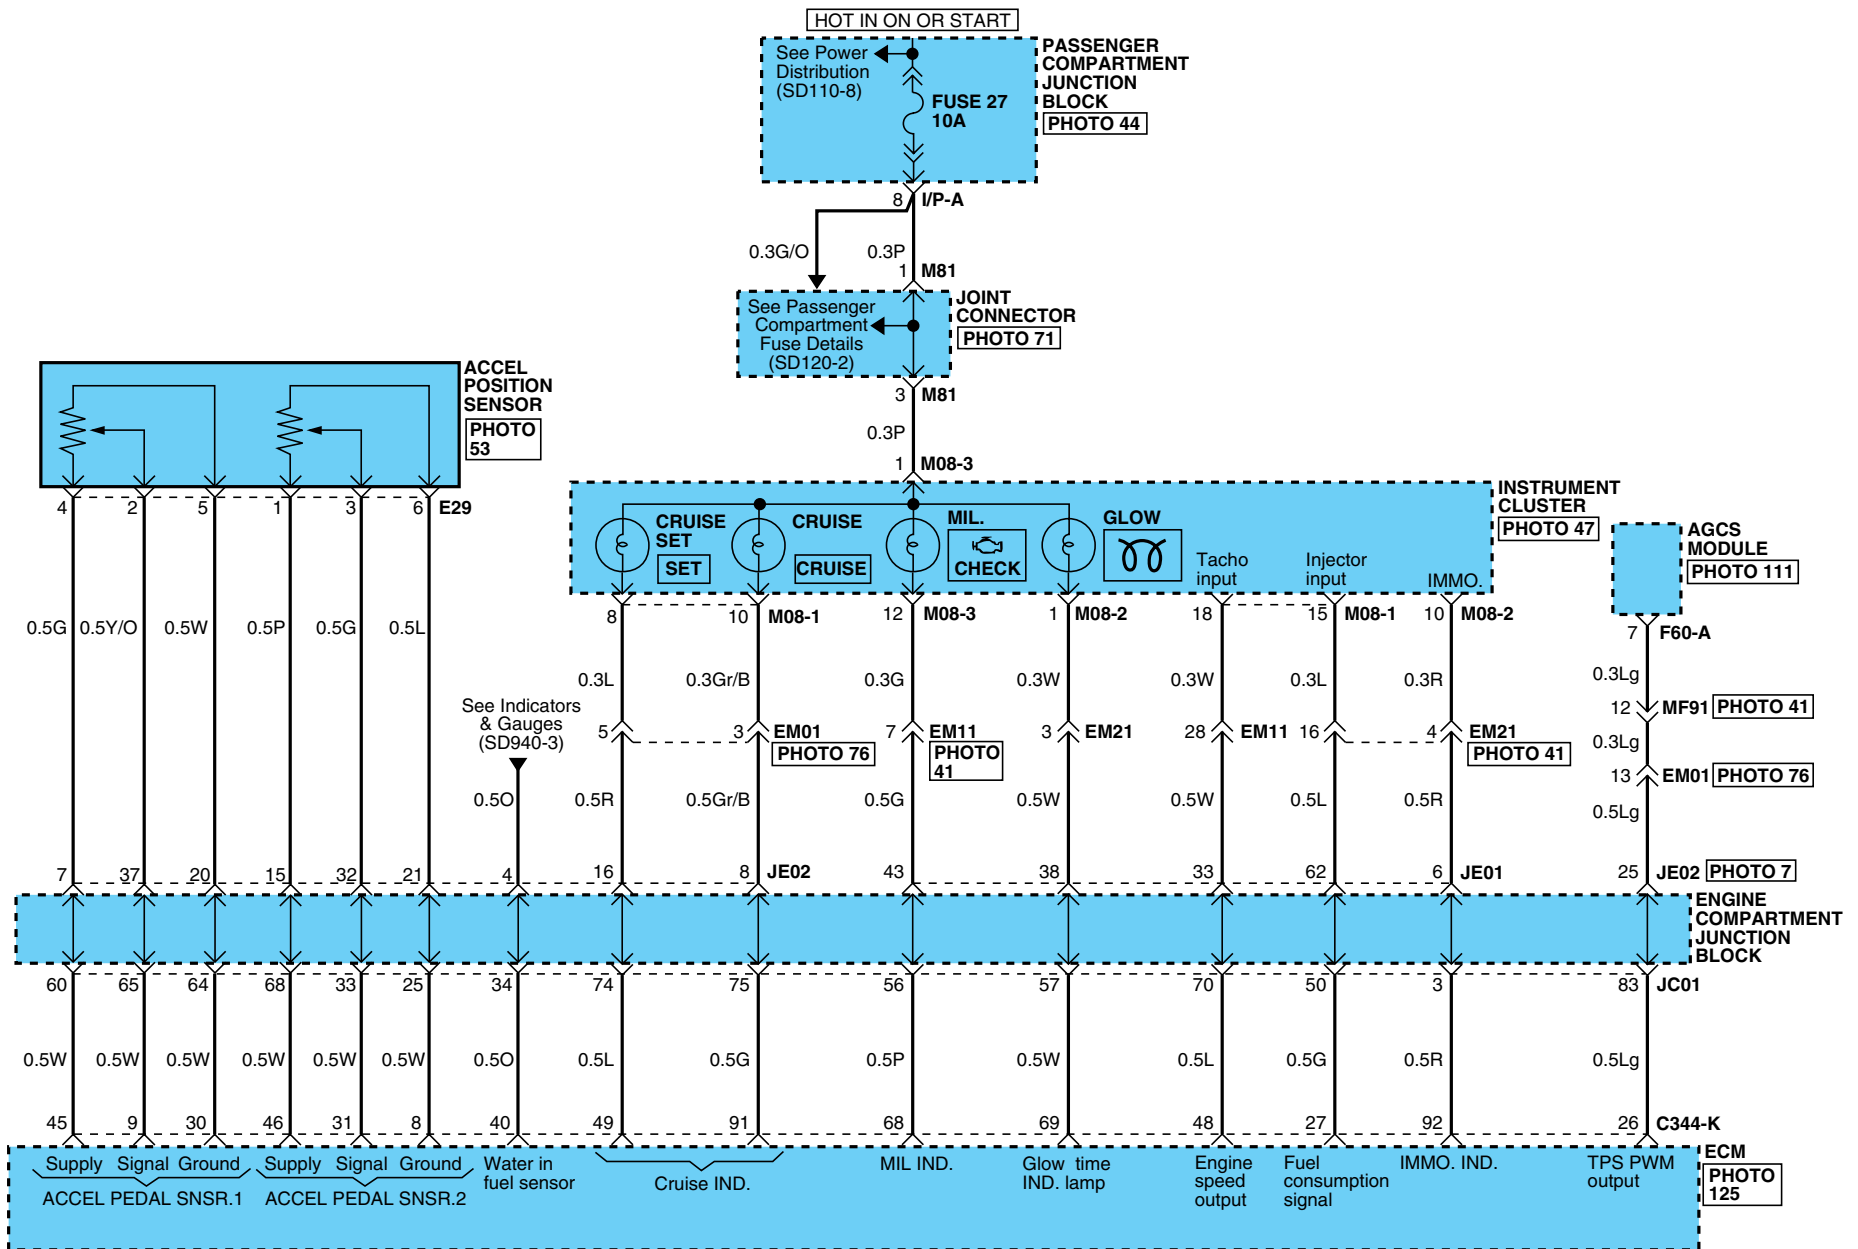 HOT IN ON OR START
See Power
Distribution
(SD110-8)
FUSE 27
10A
PASSENGER
COMPARTMENT
JUNCTION
BLOCK
PHOTO 44
8 I/P-A
0.3G/O 0.3P
1 M81
See Passenger
Compartment
Fuse Details
(SD120-2)
JOINT
CONNECTOR
PHOTO 71
3 M81
0.3P
1 M08-3
ACCEL
POSITION
SENSOR
PHOTO
53
4 2 5 1 3 6 E29
INSTRUMENT
CLUSTER
PHOTO 47
CRUISE
SET
SET
CRUISE
CRUISE
MIL.
CHECK
GLOW
Tacho
input
Injector
input
IMMO.
AGCS
MODULE
PHOTO 111
8 10 M08-1 12 M08-3 1 M08-2 18 15 M08-1 10 M08-2
7 F60-A
0.5G 0.5Y/O 0.5W 0.5P 0.5G 0.5L
0.3L 0.3Gr/B 0.3G 0.3W 0.3W 0.3L 0.3R 0.3Lg
See Indicators
& Gauges
(SD940-3)
12 MF91 PHOTO 41
5 3 EM01 7 EM11 3 EM21 28 EM11 16 4 EM21
PHOTO 76
PHOTO
41
PHOTO 41
0.3Lg
13 EM01 PHOTO 76
0.5O 0.5R 0.5Gr/B 0.5G 0.5W 0.5W 0.5L 0.5R 0.5Lg
7 37 20 15 32 21 4 16 8 JE02 43 38 33 62 6 JE01 25 JE02 PHOTO 7
ENGINE
COMPARTMENT
JUNCTION
BLOCK
60 65 64 68 33 25 34 74 75 56 57 70 50 3 83 JC01
0.5W 0.5W 0.5W 0.5W 0.5W 0.5W 0.5O 0.5L 0.5G 0.5P 0.5W 0.5L 0.5G 0.5R 0.5Lg
45 9 30 46 31 8 40 49 91 68 69 48 27 92 26 C344-K
ECM
PHOTO
125
Supply Signal Ground Supply Signal Ground
ACCEL PEDAL SNSR.1 ACCEL PEDAL SNSR.2
Water in
fuel sensor
Cruise IND.
MIL IND.
Glow time
IND. lamp
Engine
speed
output
Fuel
consumption
signal
IMMO. IND.
TPS PWM
output